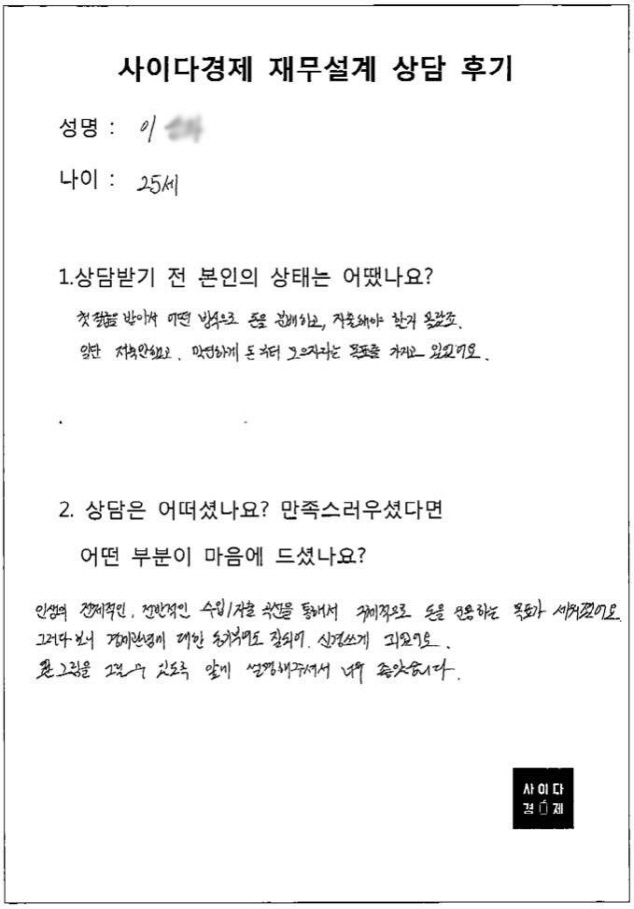 사이다경제 재무설계 상담 후기
성명 : 이
나이 : 25세
1.상담받기 전 본인의 상태는 어땠나요?
첫 월급을 받아서 어떤 방식으로 돈을 분배하고, 지출해야 할지 몰랐죠.
일단 저축안했고. 막연하게 돈부터 모으자라는 목표를 가지고 있었어요.
2. 상담은 어떠셨나요? 만족스러우셨다면
어떤 부분이 마음에 드셨나요?
인생의 전체적인, 전반적인 수입/지출 곡선을 통해서 구체적으로 돈을 운용하는 목표가 세워졌어요
그러다 보니 경제관념에 대한 동기부여도 잘되어. 신경쓰게 되었어요.
큰 그림을 그릴 수 있도록 알게 설명해주셔서 너무 좋았습니다.
사이다
경제